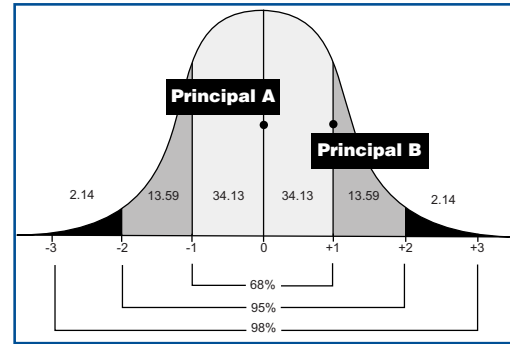 Principal A
Principal B
2.14 13.59 34.13 34.13 13.59 2.14
-3 -2 -1 0 +1 +2 +3
68%
95%
98%